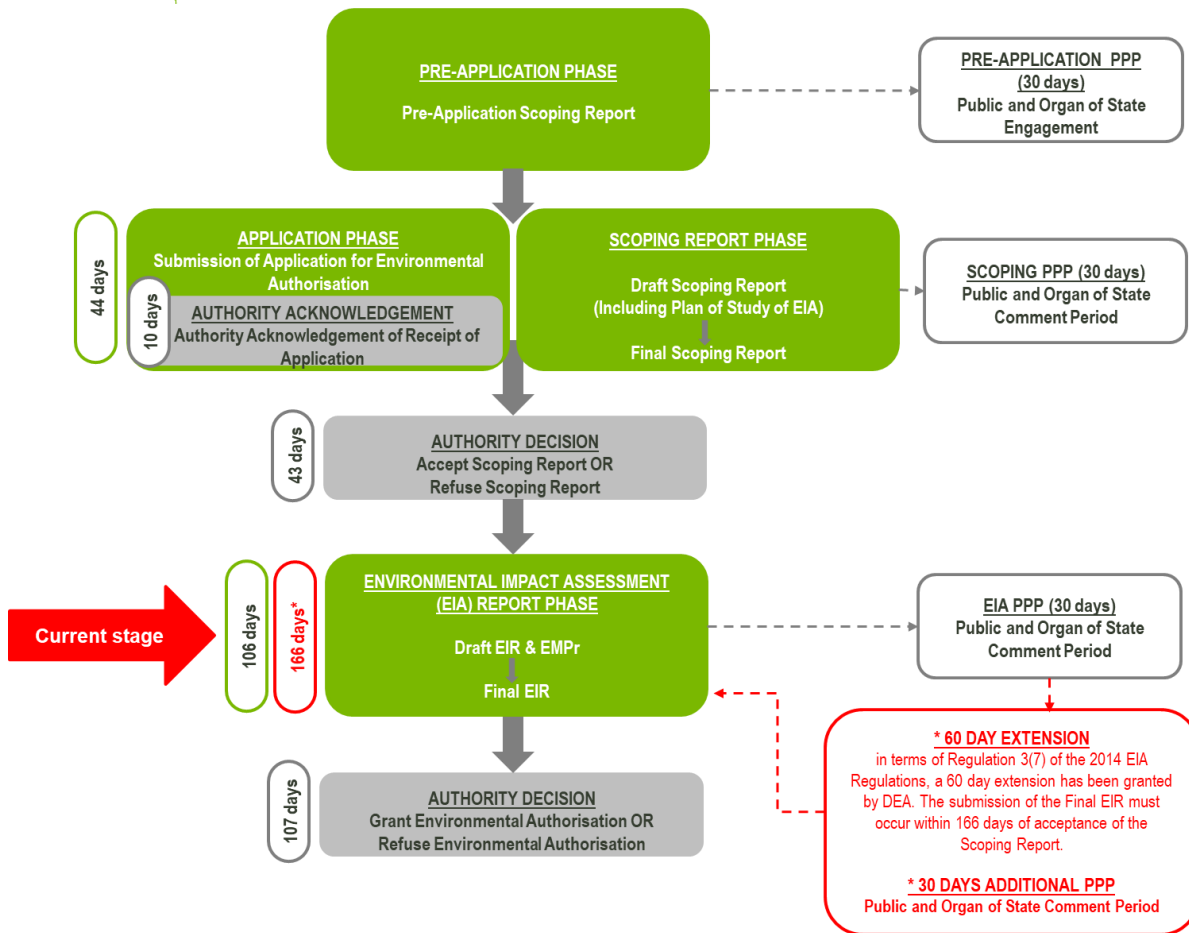 PRE-APPLICATION PHASE
Pre-Application Scoping Report
PRE-APPLICATION PPP
(30 days)
Public and Organ of State
Engagement
44 days
APPLICATION PHASE
Submission of Application for Environmental
Authorisation
10 days
AUTHORITY ACKNOWLEDGEMENT
Authority Acknowledgement of Receipt of
Application
SCOPING REPORT PHASE
Draft Scoping Report
(Including Plan of Study of EIA)
Final Scoping Report
SCOPING PPP (30 days)
Public and Organ of State
Comment Period
43 days
AUTHORITY DECISION
Accept Scoping Report OR
Refuse Scoping Report
Current stage
106 days
166 days*
ENVIRONMENTAL IMPACT ASSESSMENT
(EIA) REPORT PHASE
Draft EIR & EMPr
Final EIR
EIA PPP (30 days)
Public and Organ of State
Comment Period
* 60 DAY EXTENSION
in terms of Regulation 3(7) of the 2014 EIA
Regulations, a 60 day extension has been granted
by DEA. The submission of the Final EIR must
occur within 166 days of acceptance of the
Scoping Report.
* 30 DAYS ADDITIONAL PPP
Public and Organ of State Comment Period
107 days
AUTHORITY DECISION
Grant Environmental Authorisation OR
Refuse Environmental Authorisation